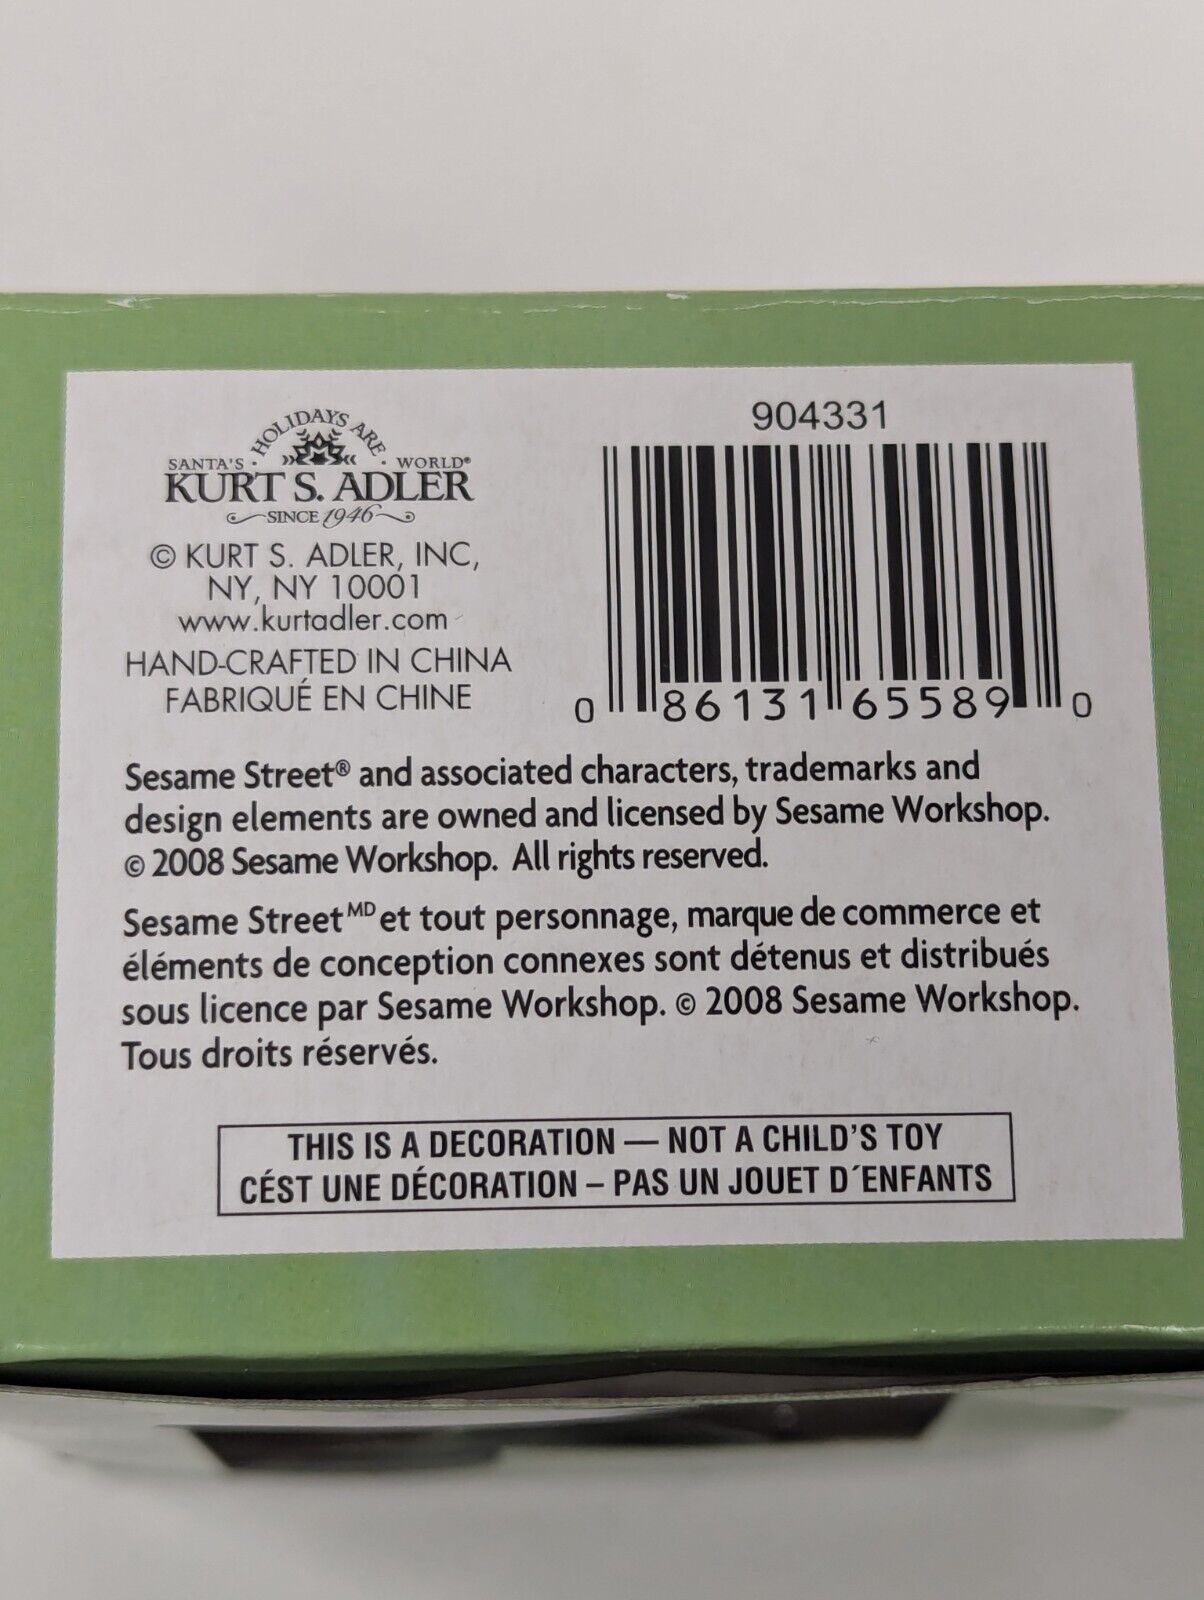 HOLIDAYS ARE
SANTA'S · WORLD®
KURT S. ADLER
SINCE 1946
© KURT S. ADLER, INC,
NY, NY 10001
www.kurtadler.com
HAND-CRAFTED IN CHINA
FABRIQUÉ EN CHINE
904331
0 86131 65589 0
Sesame Street® and associated characters, trademarks and
design elements are owned and licensed by Sesame Workshop.
© 2008 Sesame Workshop. All rights reserved.
Sesame Street MD et tout personnage, marque de commerce et
éléments de conception connexes sont détenus et distribués
sous licence par Sesame Workshop. © 2008 Sesame Workshop.
Tous droits réservés.
THIS IS A DECORATION — NOT A CHILD'S TOY
CÉST UNE DÉCORATION – PAS UN JOUET D´ENFANTS